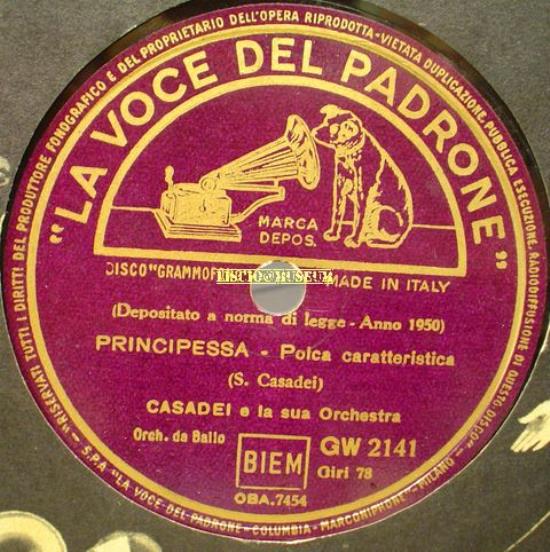 "RISERVATI TUTTI I DIRITTI DEL PRODUTTORE FONOGRAFICO E DEL PROPRIETARIO DELL'OPERA RIPRODOTTA - VIETATA DUPLICAZIONE, PUBBLICA ESECUZIONE, RADIODIFFUSIONE DI QUESTO DISCO"
"LA VOCE DEL PADRONE"
MARCA
DEPOS.
DISCO "GRAMMOF
MADE IN ITALY
(Depositato a norma di legge - Anno 1950)
PRINCIPESSA - Polca caratteristica
(S. Casadei)
CASADEI e la sua Orchestra
Orch. da Ballo
BIEM
GW 2141
Giri 78
OBA.7454
S.P.A "LA VOCE-DEL-PADRONE-COLUMBIA-MARCONIPHONE"-MILANO